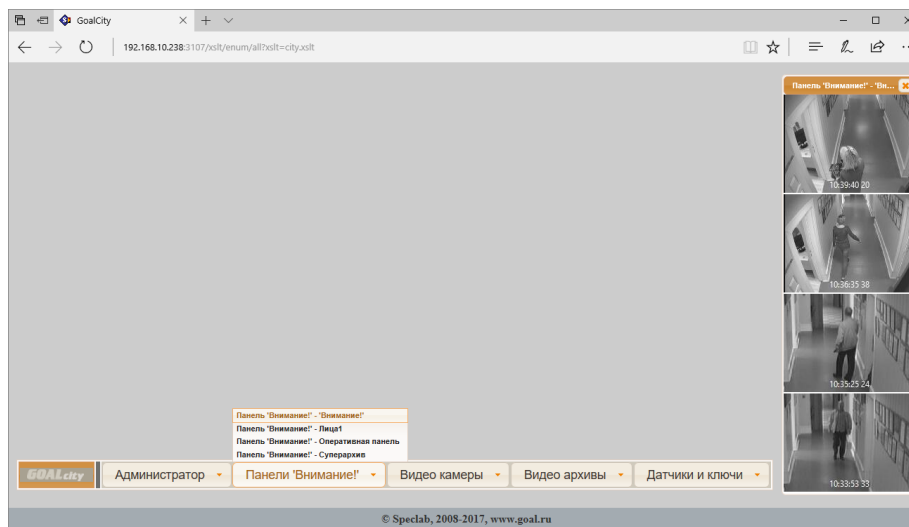 GoalCity
192.168.10.238:3107/xslt/enum/all?xslt=city.xslt
Панель 'Внимание!' - 'Вн...
10:39:40 20
10:36:35 38
10:35:25 24
10:33:53 33
Панель 'Внимание!' - 'Внимание!'
Панель 'Внимание!' - Лица1
Панель 'Внимание!' - Оперативная панель
Панель 'Внимание!' - Суперархив
GOALcity Администратор Панели 'Внимание!' Видео камеры Видео архивы Датчики и ключи
© Speclab, 2008-2017, www.goal.ru